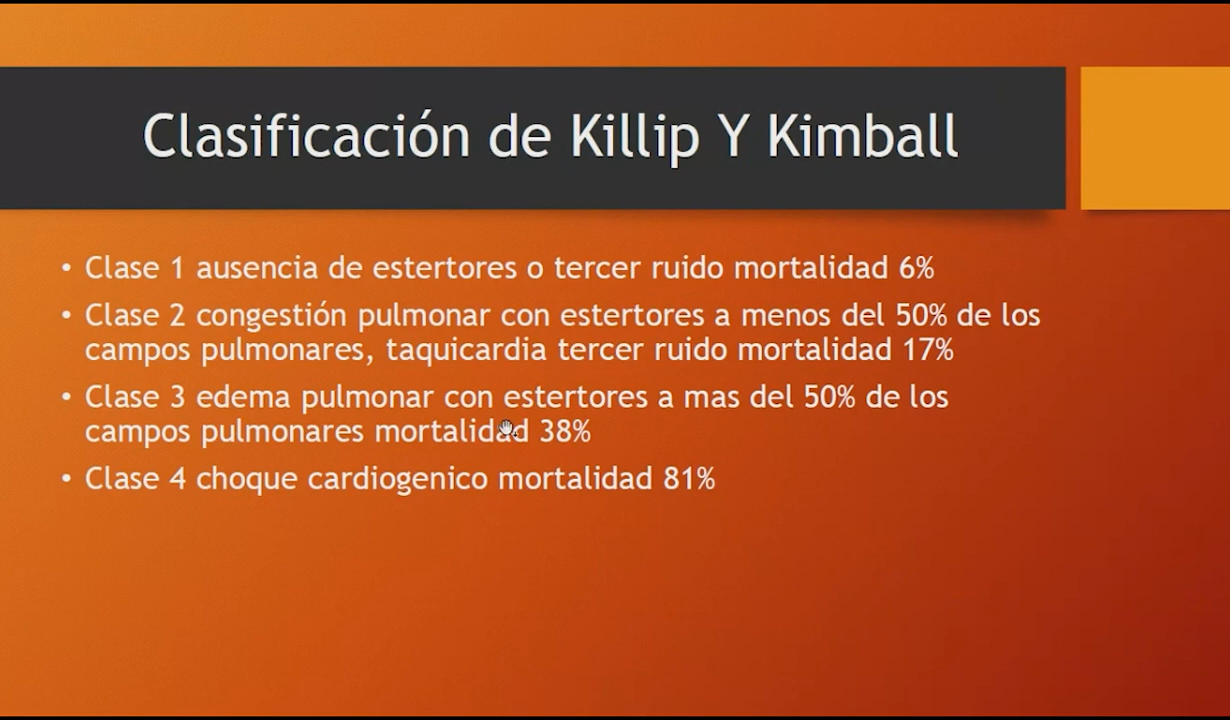 Clasificación de Killip Y Kimball
• Clase 1 ausencia de estertores o tercer ruido mortalidad 6%
• Clase 2 congestión pulmonar con estertores a menos del 50% de los
campos pulmonares, taquicardia tercer ruido mortalidad 17%
• Clase 3 edema pulmonar con estertores a mas del 50% de los
campos pulmonares mortalidad 38%
• Clase 4 choque cardiogenico mortalidad 81%